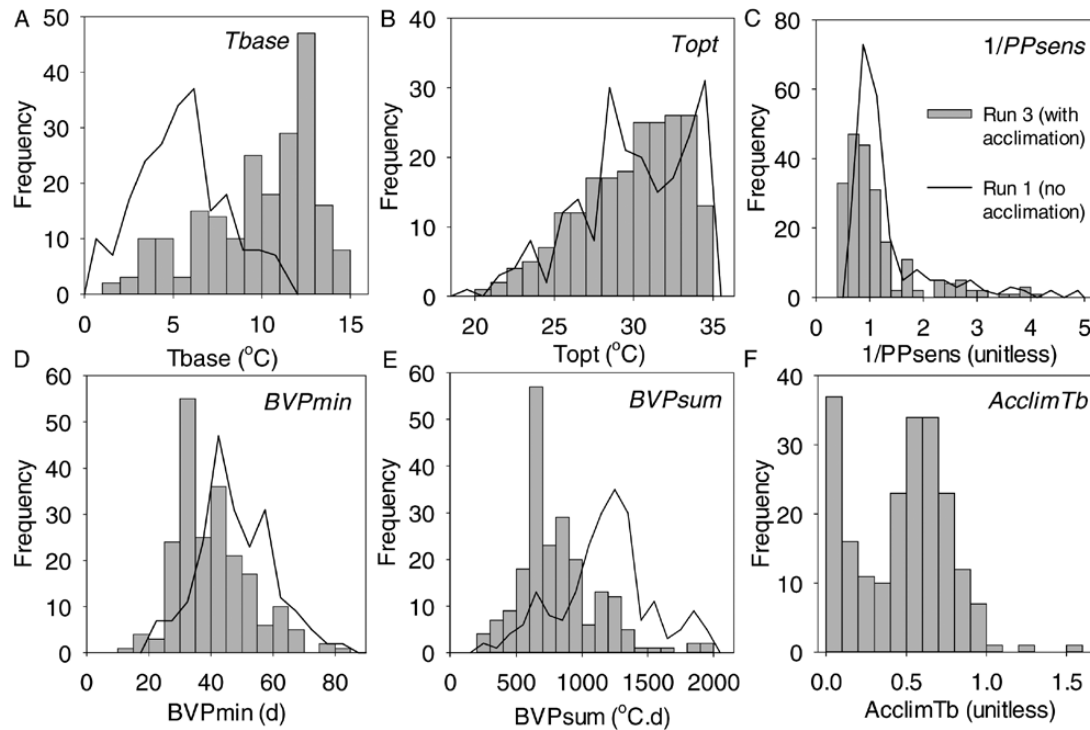 A
Tbase
Frequency
50
40
30
20
10
0
0 5 10 15
Tbase (°C)
B
Topt
Frequency
40
30
20
10
0
20 25 30 35
Topt (°C)
C
1/PPsens
Frequency
80
60
40
20
0
0 1 2 3 4 5
1/PPsens (unitless)
Run 3 (with
acclimation)
Run 1 (no
acclimation)
D
BVPmin
Frequency
60
50
40
30
20
10
0
0 20 40 60 80
BVPmin (d)
E
BVPsum
Frequency
60
50
40
30
20
10
0
0 500 1000 1500 2000
BVPsum (°C.d)
F
AcclimTb
Frequency
40
30
20
10
0
0.0 0.5 1.0 1.5
AcclimTb (unitless)